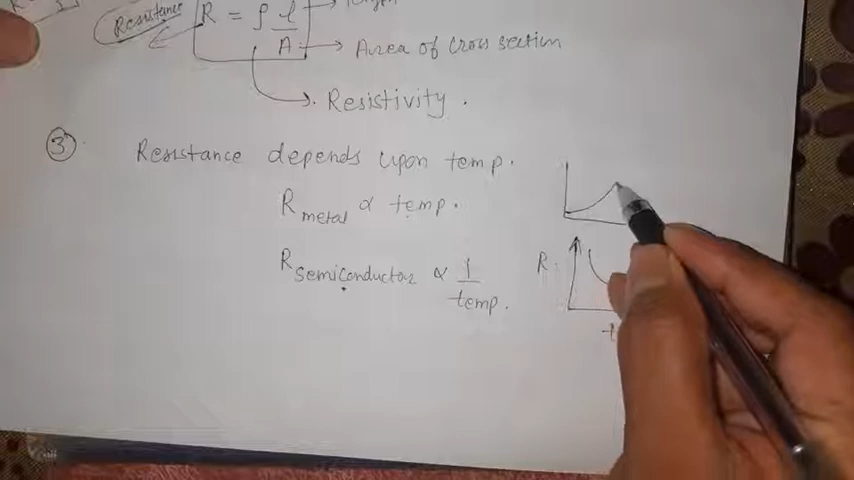 Resistance R = ρ l/A
Area of cross section
Resistivity.
③ Resistance depends upon temp.
R metal ∝ temp.
R semiconductor ∝ 1/temp.
R